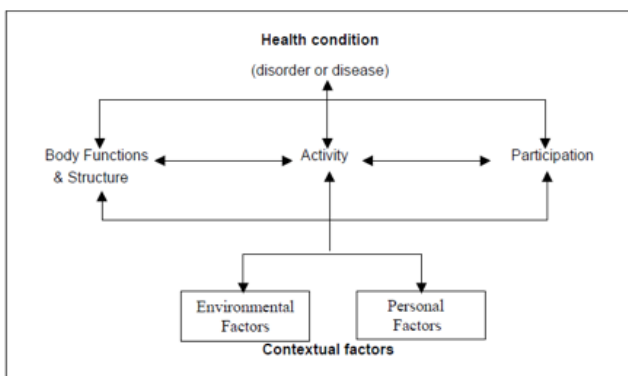 Health condition
(disorder or disease)
Body Functions
& Structure
Activity
Participation
Environmental
Factors
Personal
Factors
Contextual factors